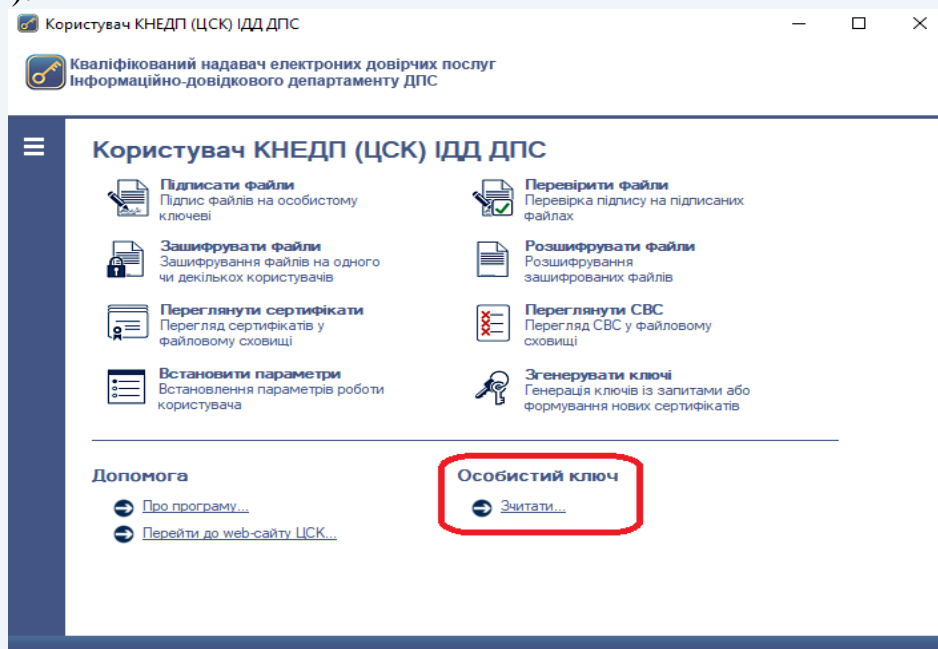 ).
Користувач КНЕДП (ЦСК) ІДД ДПС
Кваліфікований надавач електроних довірчих послуг
Інформаційно-довідкового департаменту ДПС
Користувач КНЕДП (ЦСК) ІДД ДПС
Підписати файли
Підпис файлів на особистому
ключеві
Перевірити файли
Перевірка підпису на підписаних
файлах
Зашифрувати файли
Зашифрування файлів на одного
чи декількох користувачів
Розшифрувати файли
Розшифрування
зашифрованих файлів
Переглянути сертифікати
Перегляд сертифікатів у
файловому сховищі
Переглянути СВС
Перегляд СВС у файловому
сховищі
Встановити параметри
Встановлення параметрів роботи
користувача
Згенерувати ключі
Генерація ключів із запитами або
формування нових сертифікатів
Допомога
Про програму...
Перейти до web-сайту ЦСК...
Особистий ключ
Зчитати...